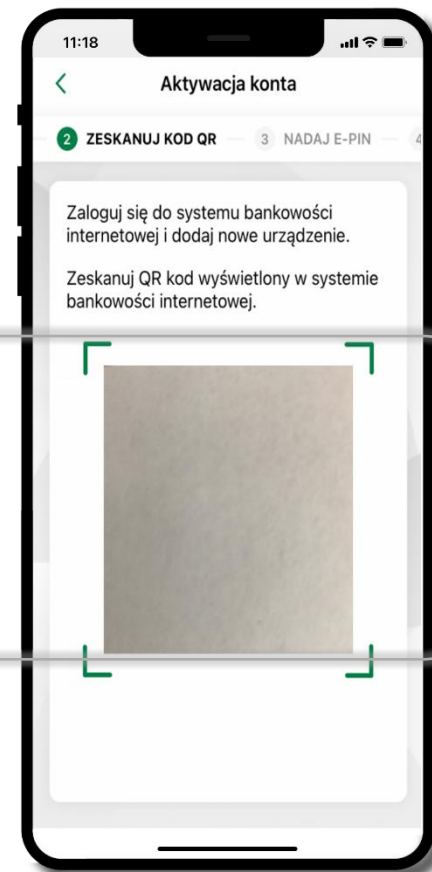 11:18
Aktywacja konta
2 ZESKANUJ KOD QR 3 NADAJ E-PIN 4
Zaloguj się do systemu bankowości
internetowej i dodaj nowe urządzenie.
Zeskanuj QR kod wyświetlony w systemie
bankowości internetowej.